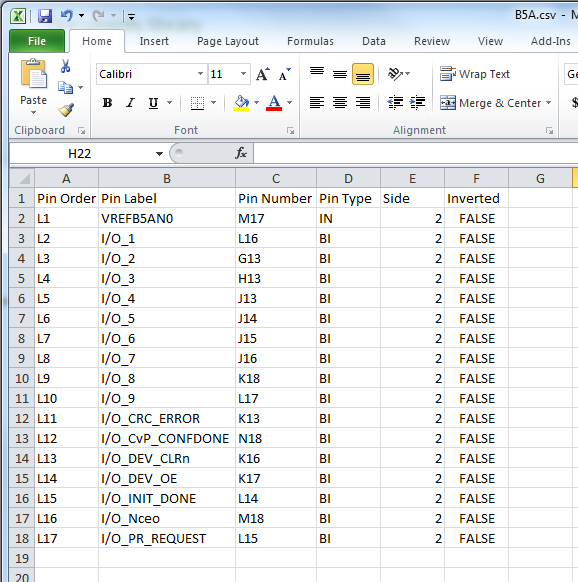 B5A.csv - M
File Home Insert Page Layout Formulas Data Review View Add-Ins
Calibri 11 A A Wrap Text Ge
Paste B I U A Merge & Center $
Clipboard Font Alignment
H22 fx
A B C D E F G
1 Pin Order Pin Label Pin Number Pin Type Side Inverted
2 L1 VREFB5AN0 M17 IN 2 FALSE
3 L2 I/O_1 L16 BI 2 FALSE
4 L3 I/O_2 G13 BI 2 FALSE
5 L4 I/O_3 H13 BI 2 FALSE
6 L5 I/O_4 J13 BI 2 FALSE
7 L6 I/O_5 J14 BI 2 FALSE
8 L7 I/O_6 J15 BI 2 FALSE
9 L8 I/O_7 J16 BI 2 FALSE
10 L9 I/O_8 K18 BI 2 FALSE
11 L10 I/O_9 L17 BI 2 FALSE
12 L11 I/O_CRC_ERROR K13 BI 2 FALSE
13 L12 I/O_CvP_CONFDONE N18 BI 2 FALSE
14 L13 I/O_DEV_CLRn K16 BI 2 FALSE
15 L14 I/O_DEV_OE K17 BI 2 FALSE
16 L15 I/O_INIT_DONE L14 BI 2 FALSE
17 L16 I/O_Nceo M18 BI 2 FALSE
18 L17 I/O_PR_REQUEST L15 BI 2 FALSE
19
20